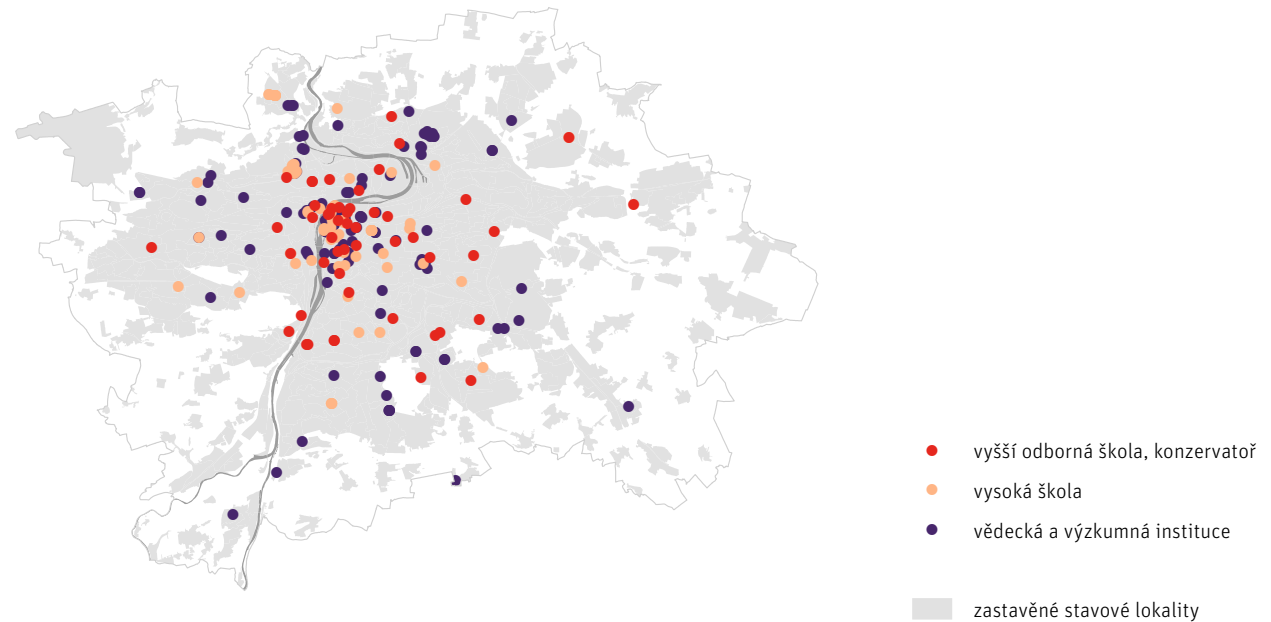 vyšší odborná škola, konzervatoř
vysoká škola
vědecká a výzkumná instituce
zastavěné stavové lokality